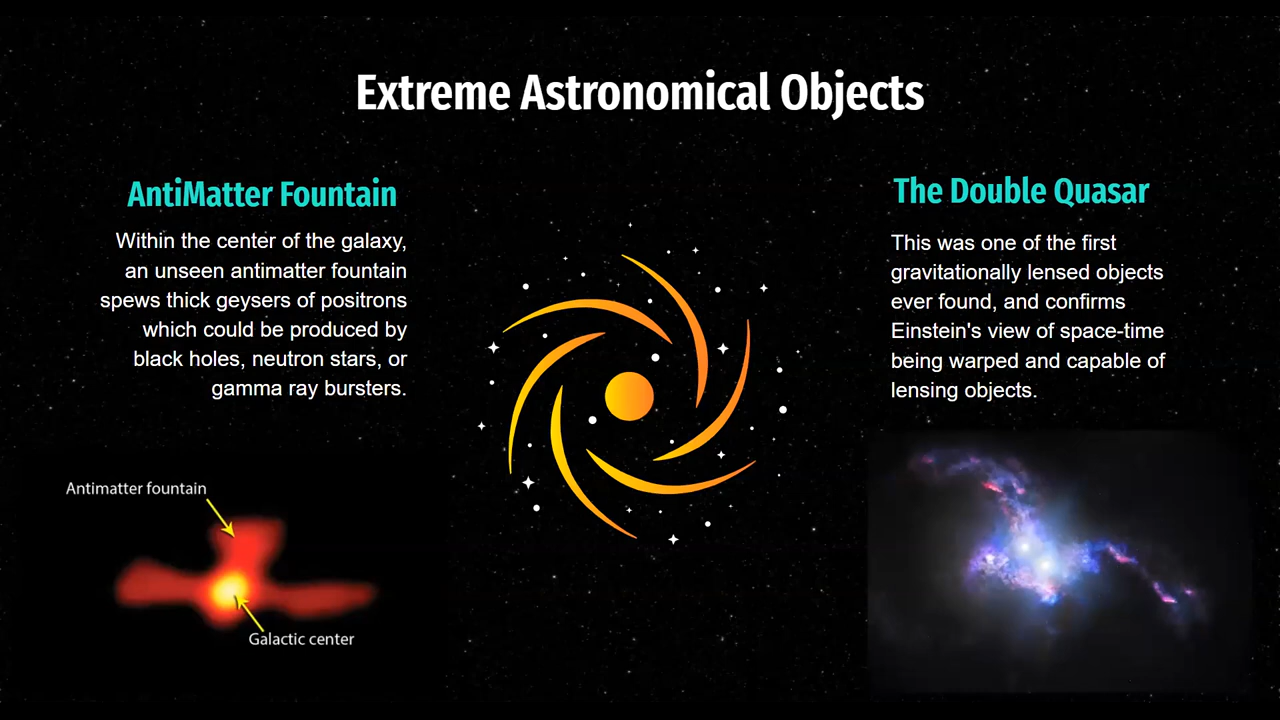 Extreme Astronomical Objects
AntiMatter Fountain
Within the center of the galaxy,
an unseen antimatter fountain
spews thick geysers of positrons
which could be produced by
black holes, neutron stars, or
gamma ray bursters.
Antimatter fountain
Galactic center
The Double Quasar
This was one of the first
gravitationally lensed objects
ever found, and confirms
Einstein's view of space-time
being warped and capable of
lensing objects.